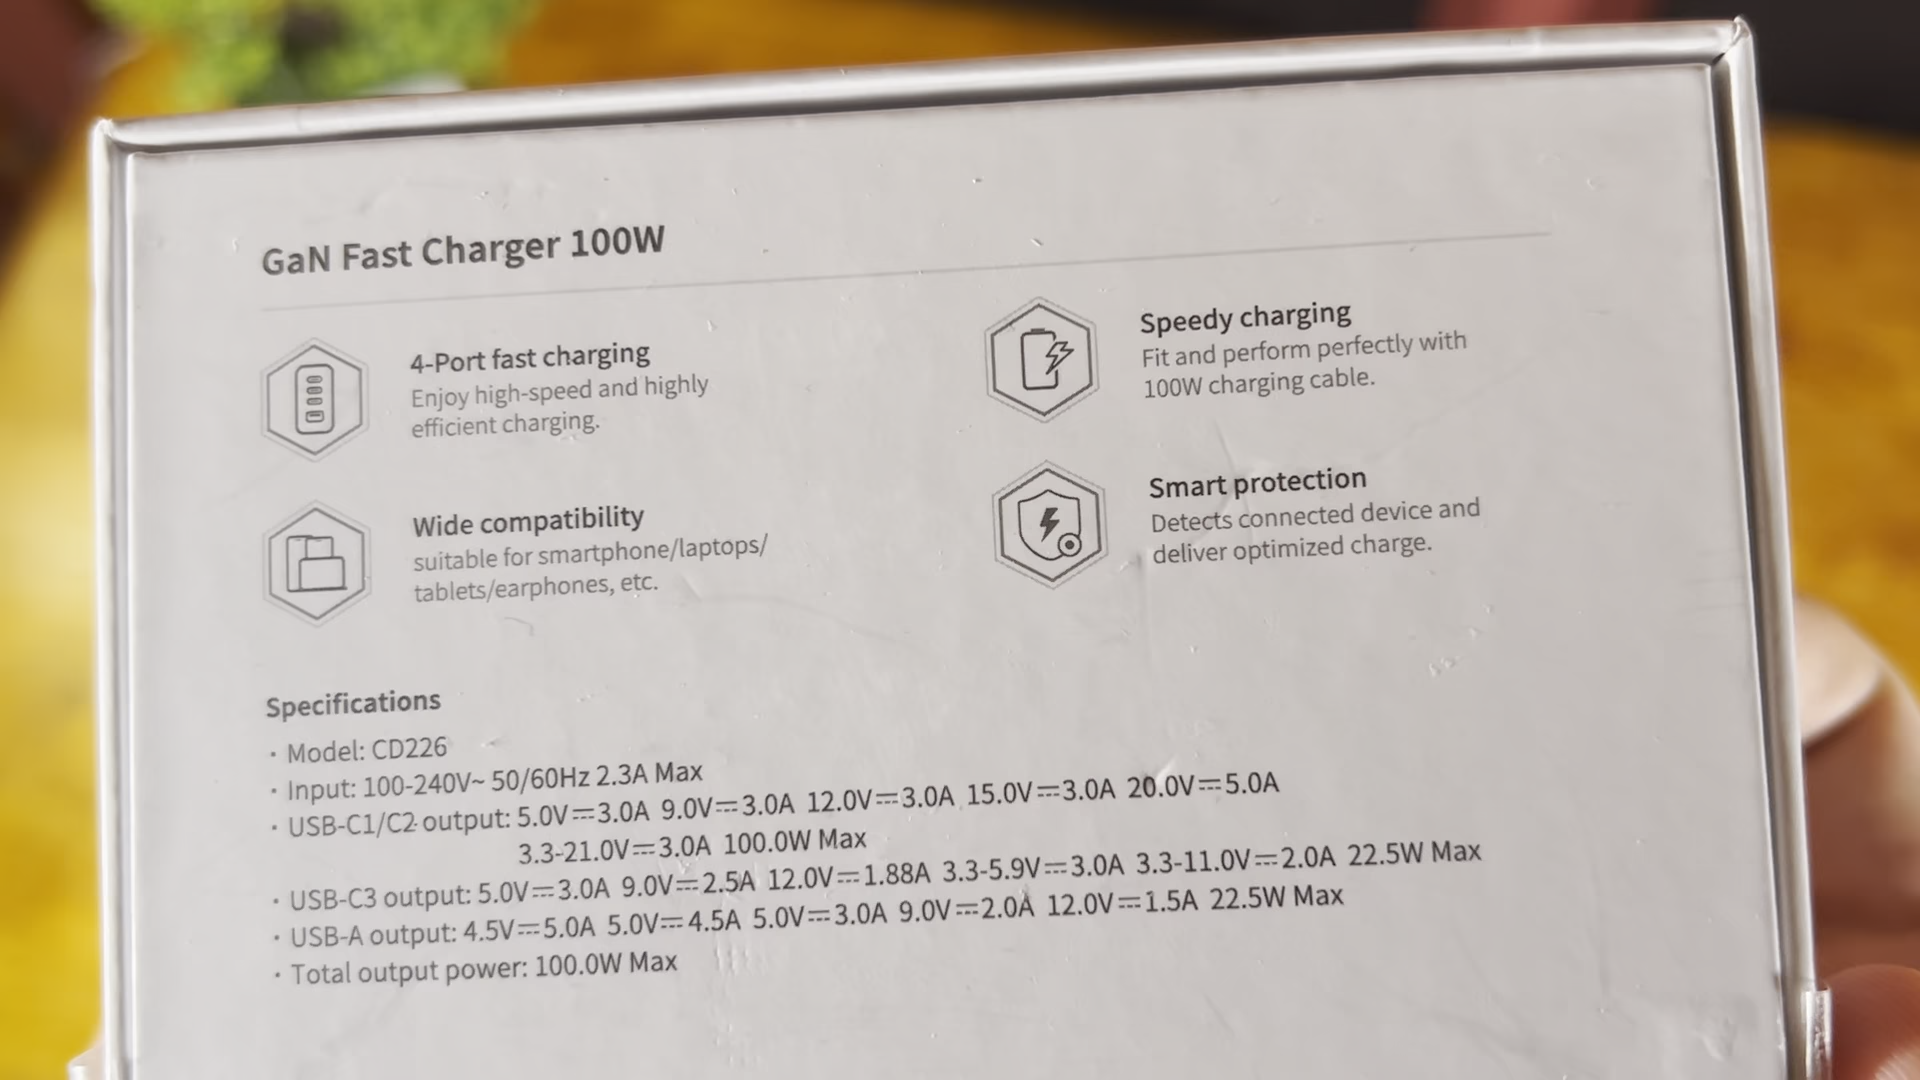 GaN Fast Charger 100W
4-Port fast charging
Enjoy high-speed and highly
efficient charging.
Speedy charging
Fit and perform perfectly with
100W charging cable.
Wide compatibility
suitable for smartphone/laptops/
tablets/earphones, etc.
Smart protection
Detects connected device and
deliver optimized charge.
Specifications
· Model: CD226
· Input: 100-240V~ 50/60Hz 2.3A Max
· USB-C1/C2 output: 5.0V⎓3.0A 9.0V⎓3.0A 12.0V⎓3.0A 15.0V⎓3.0A 20.0V⎓5.0A
3.3-21.0V⎓3.0A 100.0W Max
· USB-C3 output: 5.0V⎓3.0A 9.0V⎓2.5A 12.0V⎓1.88A 3.3-5.9V⎓3.0A 3.3-11.0V⎓2.0A 22.5W Max
· USB-A output: 4.5V⎓5.0A 5.0V⎓4.5A 5.0V⎓3.0A 9.0V⎓2.0A 12.0V⎓1.5A 22.5W Max
· Total output power: 100.0W Max